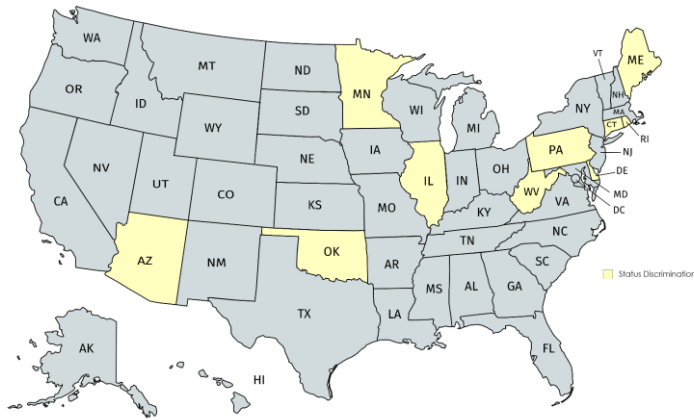 WA
OR
CA
NV
ID
MT
WY
UT
AZ
CO
NM
ND
SD
NE
KS
OK
TX
MN
IA
MO
AR
LA
WI
IL
MI
IN
OH
KY
TN
MS
AL
GA
FL
SC
NC
VA
WV
PA
NY
VT
NH
ME
MA
CT
RI
NJ
DE
MD
DC
AK
HI
Status Discrimination